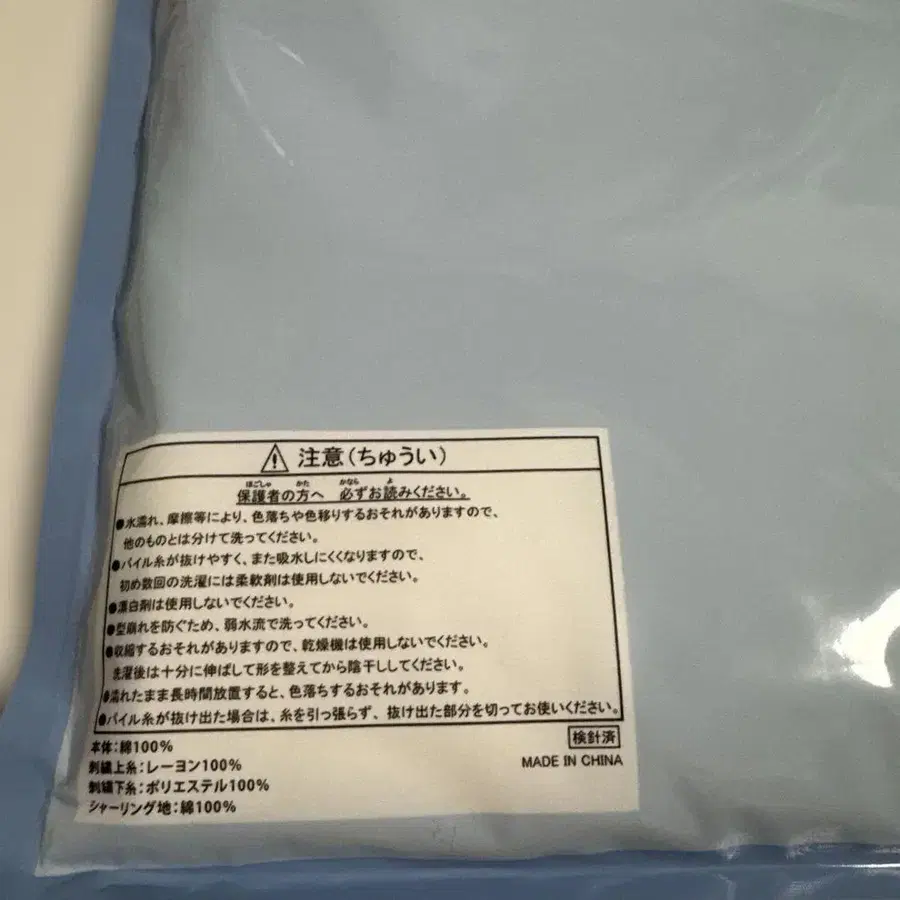 ⚠ 注意(ちゅうい)
ほごしゃ かた かなら よ
保護者の方へ 必ずお読みください。
●水濡れ、摩擦等により、色落ちや色移りするおそれがありますので、
他のものとは分けて洗ってください。
●パイル糸が抜けやすく、また吸水しにくくなりますので、
初め数回の洗濯には柔軟剤は使用しないでください。
●漂白剤は使用しないでください。
●型崩れを防ぐため、弱水流で洗ってください。
●収縮するおそれがありますので、乾燥機は使用しないでください。
洗濯後は十分に伸ばして形を整えてから陰干ししてください。
●濡れたまま長時間放置すると、色落ちするおそれがあります。
●パイル糸が抜け出た場合は、糸を引っ張らず、抜け出た部分を切ってお使いください。
本体:綿100%
刺繍上糸:レーヨン100%
刺繍下糸:ポリエステル100%
シャーリング地:綿100%
検針済
MADE IN CHINA